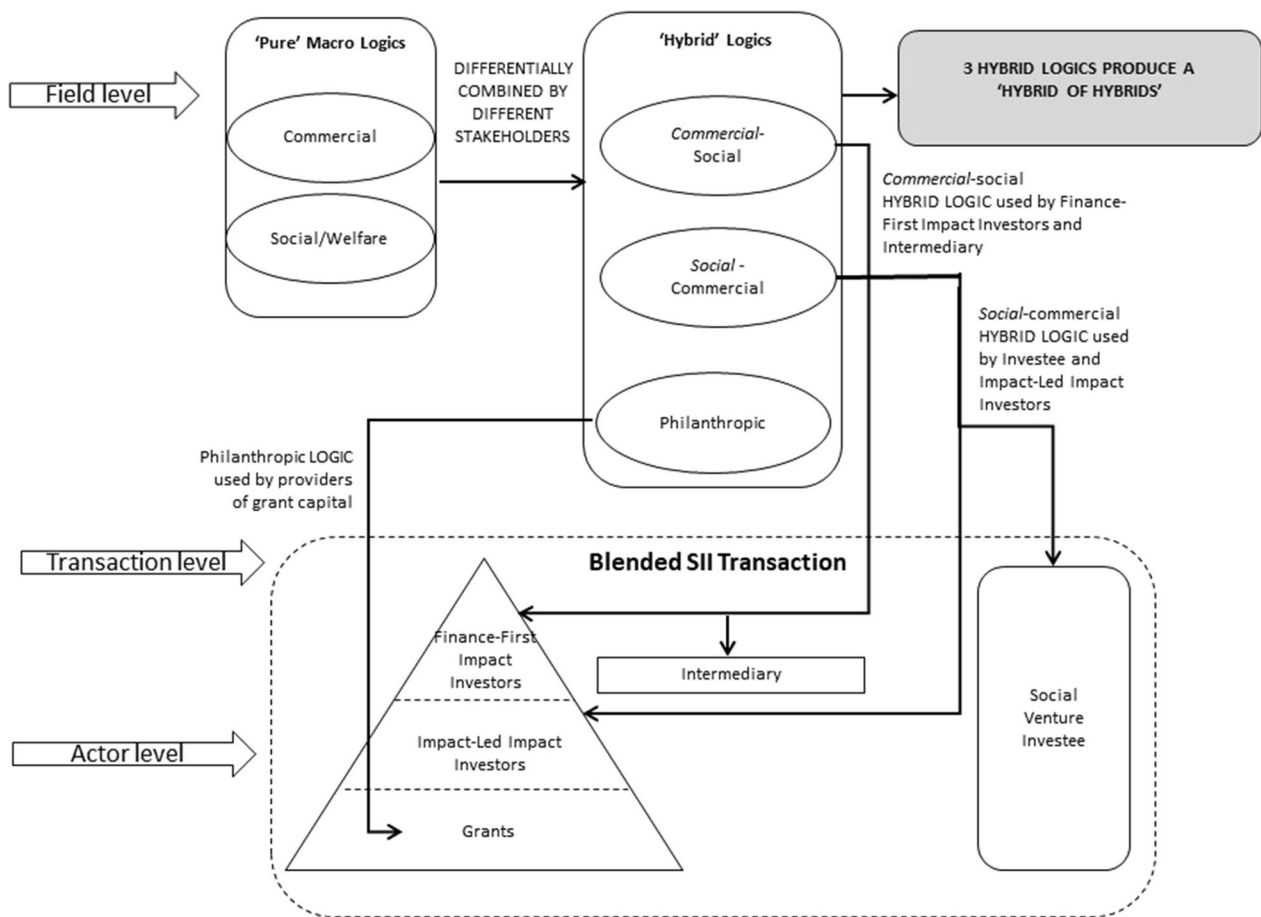 Field level
'Pure' Macro Logics
Commercial
Social/Welfare
DIFFERENTIALLY
COMBINED BY
DIFFERENT
STAKEHOLDERS
'Hybrid' Logics
Commercial-
Social
Social -
Commercial
Philanthropic
3 HYBRID LOGICS PRODUCE A
'HYBRID OF HYBRIDS'
Commercial-social
HYBRID LOGIC used by Finance-
First Impact Investors and
Intermediary
Social-commercial
HYBRID LOGIC used
by Investee and
Impact-Led Impact
Investors
Philanthropic LOGIC
used by providers
of grant capital
Transaction level
Blended SII Transaction
Finance-First
Impact
Investors
Intermediary
Social
Venture
Investee
Actor level
Impact-Led Impact
Investors
Grants